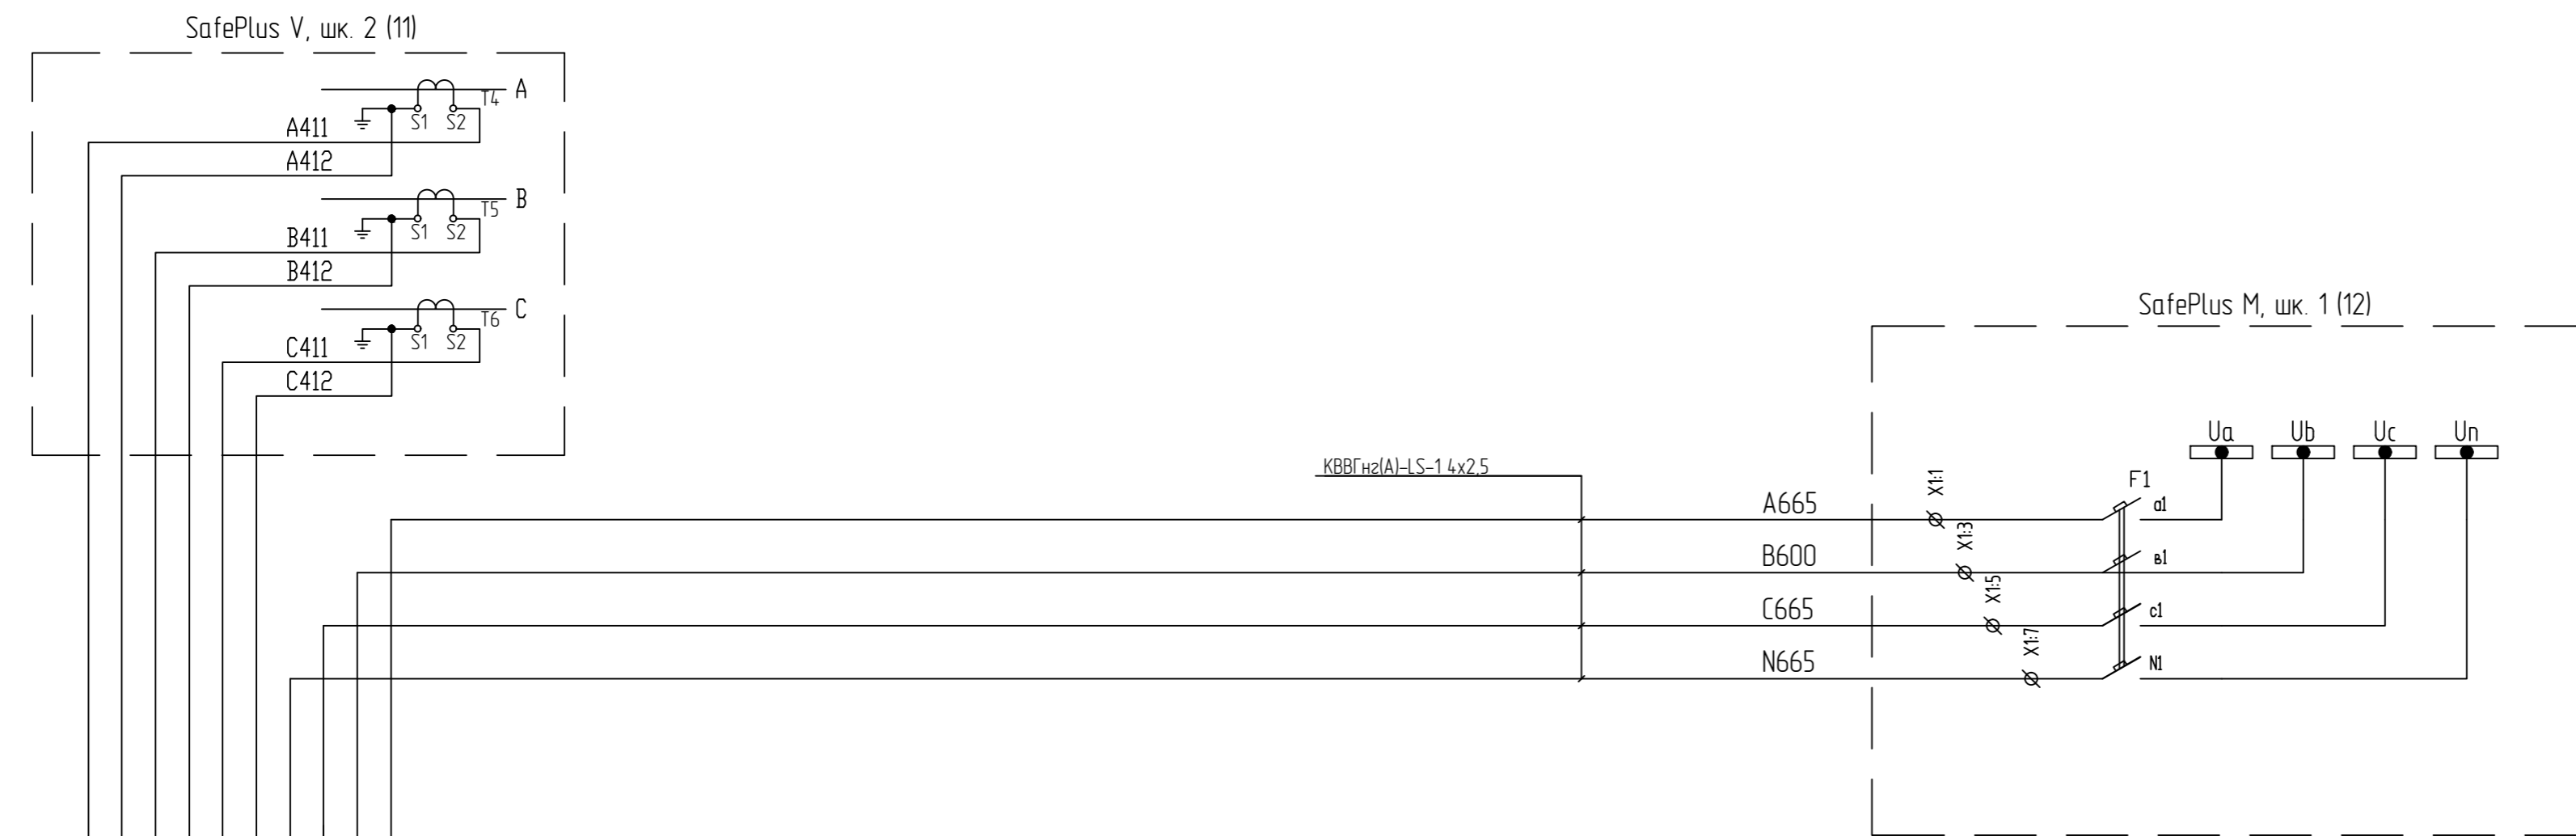 SafePlus V, шк. 2 (11)
A
T4
S1 S2
A411
A412
B
T5
S1 S2
B411
B412
C
T6
S1 S2
C411
C412
SafePlus M, шк. 1 (12)
Ua Ub Uc Un
КВВГнг(А)-LS-1 4x2,5
F1
A665
X1:1
a1
B600
X1:3
в1
C665
X1:5
c1
N665
X1:7
N1